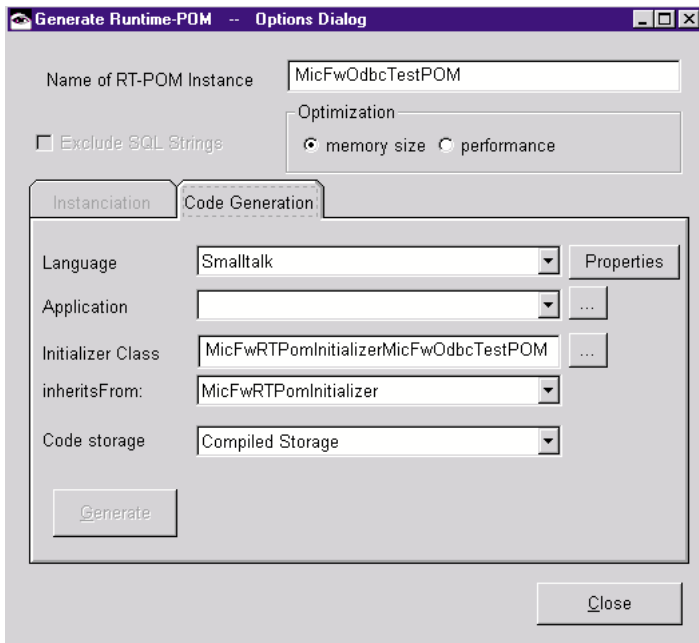 Generate Runtime-POM -- Options Dialog
Name of RT-POM Instance MicFwOdbcTestPOM
Optimization
Exclude SQL Strings memory size performance
Instanciation Code Generation
Language Smalltalk Properties
Application ...
Initializer Class MicFwRTPomInitializerMicFwOdbcTestPOM ...
inheritsFrom: MicFwRTPomInitializer
Code storage Compiled Storage
Generate
Close